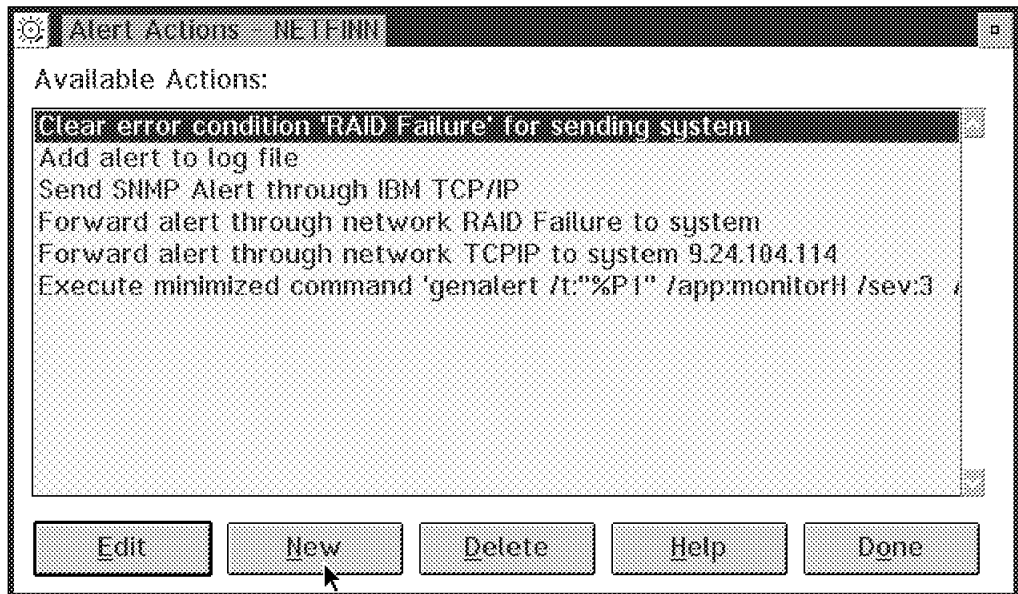 Alert Actions - NETFINN
Available Actions:
Clear error condition 'RAID Failure' for sending system
Add alert to log file
Send SNMP Alert through IBM TCP/IP
Forward alert through network RAID Failure to system
Forward alert through network TCPIP to system 9.24.104.114
Execute minimized command 'genalert /t:"%P1" /app:monitorH /sev:3 /
Edit New Delete Help Done